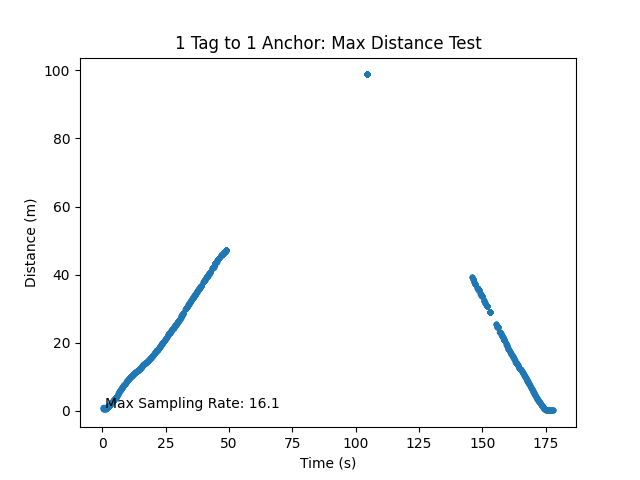 1 Tag to 1 Anchor: Max Distance Test
100
80
60
40
20
0
Distance (m)
Max Sampling Rate: 16.1
0 25 50 75 100 125 150 175
Time (s)